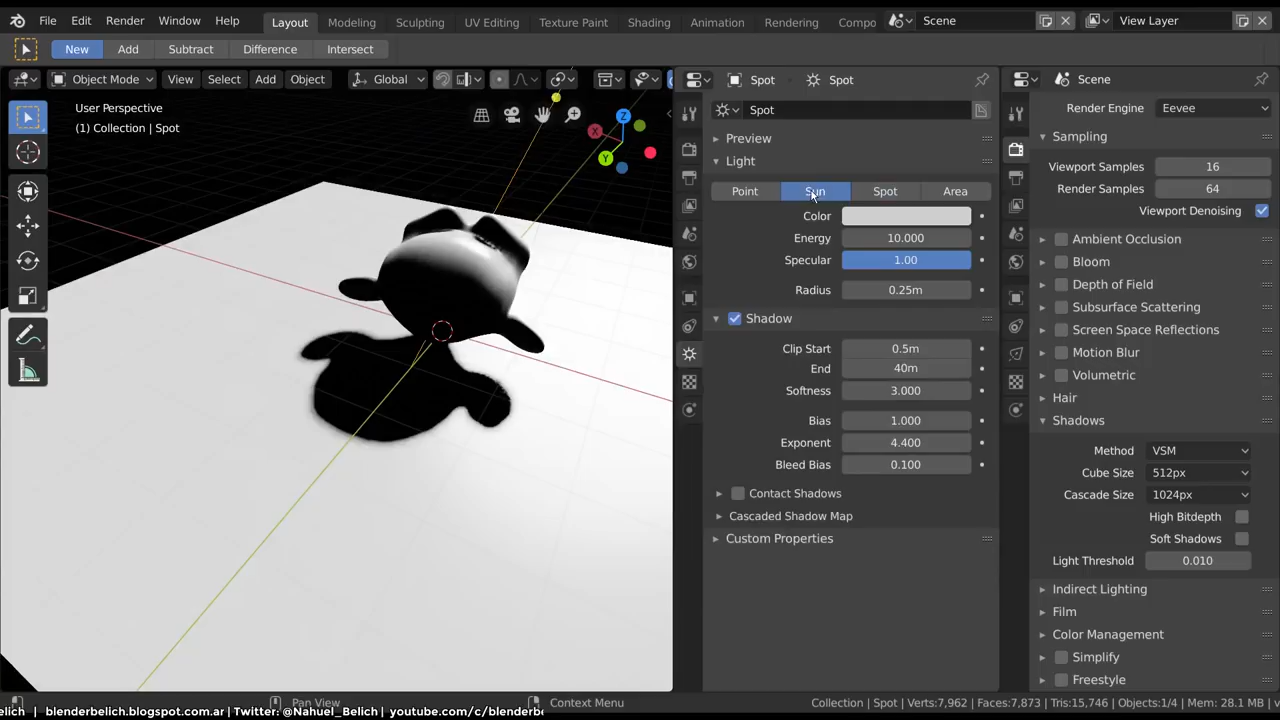 File Edit Render Window Help Layout Modeling Sculpting UV Editing Texture Paint Shading Animation Rendering Compo Scene View Layer
New Add Subtract Difference Intersect
Object Mode View Select Add Object Global
User Perspective
(1) Collection | Spot
X Y Z
Spot Spot
Spot
Preview
Light
Point Sun Spot Area
Color
Energy 10.000
Specular 1.00
Radius 0.25m
Shadow
Clip Start 0.5m
End 40m
Softness 3.000
Bias 1.000
Exponent 4.400
Bleed Bias 0.100
Contact Shadows
Cascaded Shadow Map
Custom Properties
Scene
Render Engine Eevee
Sampling
Viewport Samples 16
Render Samples 64
Viewport Denoising
Ambient Occlusion
Bloom
Depth of Field
Subsurface Scattering
Screen Space Reflections
Motion Blur
Volumetric
Hair
Shadows
Method VSM
Cube Size 512px
Cascade Size 1024px
High Bitdepth
Soft Shadows
Light Threshold 0.010
Indirect Lighting
Film
Color Management
Simplify
Freestyle
Pan View Context Menu Collection | Spot | Verts:7,962 | Faces:7,873 | Tris:15,746 | Objects:1/4 | Mem: 28.1 MB
elich | blenderbelich.blogspot.com.ar | Twitter: @Nahuel_Belich | youtube.com/c/blenderb